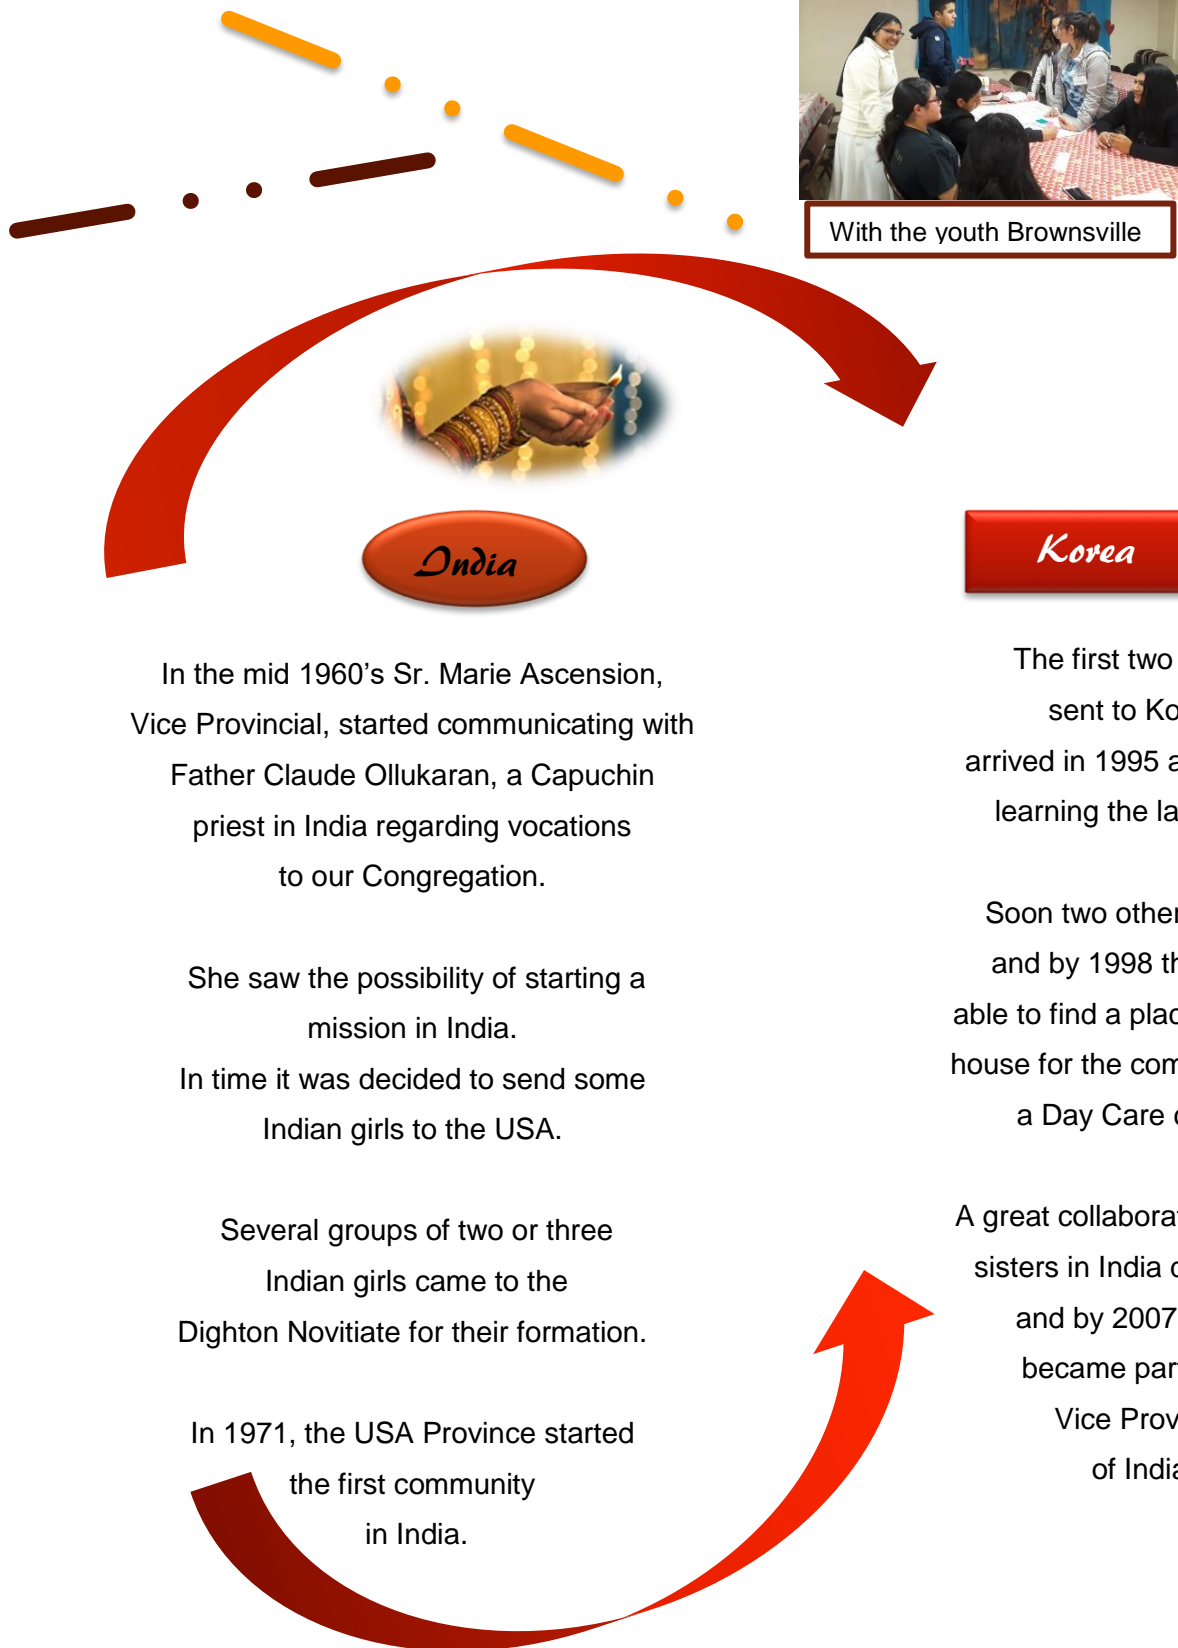 With the youth Brownsville
India
In the mid 1960’s Sr. Marie Ascension,
Vice Provincial, started communicating with
Father Claude Ollukaran, a Capuchin
priest in India regarding vocations
to our Congregation.
She saw the possibility of starting a
mission in India.
In time it was decided to send some
Indian girls to the USA.
Several groups of two or three
Indian girls came to the
Dighton Novitiate for their formation.
In 1971, the USA Province started
the first community
in India.
Korea
The first two
sent to
arrived in 1995
learning the
Soon two
and by 1998
able to find a
house for the
a Day Care
A great
sisters in India
and by 2007
became
Vice
of